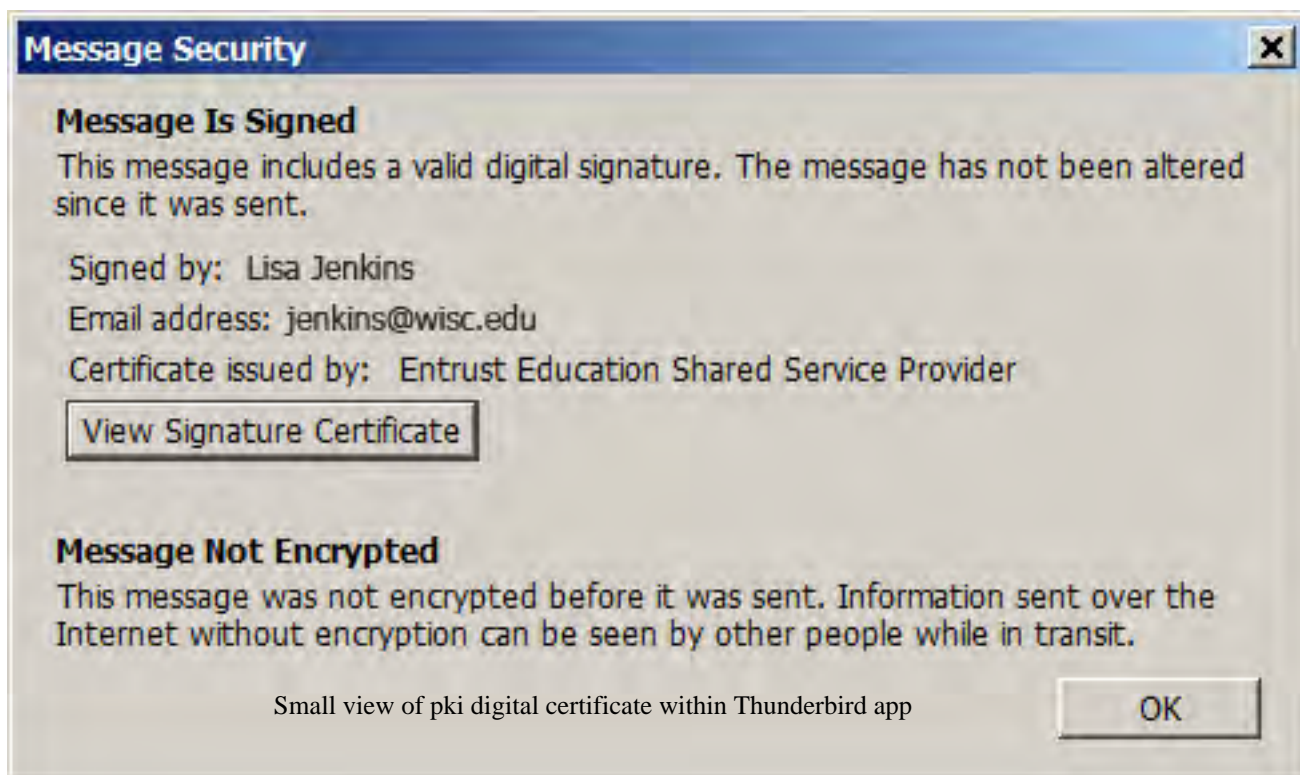 Message Security
Message Is Signed
This message includes a valid digital signature. The message has not been altered
since it was sent.
Signed by: Lisa Jenkins
Email address: jenkins@wisc.edu
Certificate issued by: Entrust Education Shared Service Provider
View Signature Certificate
Message Not Encrypted
This message was not encrypted before it was sent. Information sent over the
Internet without encryption can be seen by other people while in transit.
Small view of pki digital certificate within Thunderbird app
OK